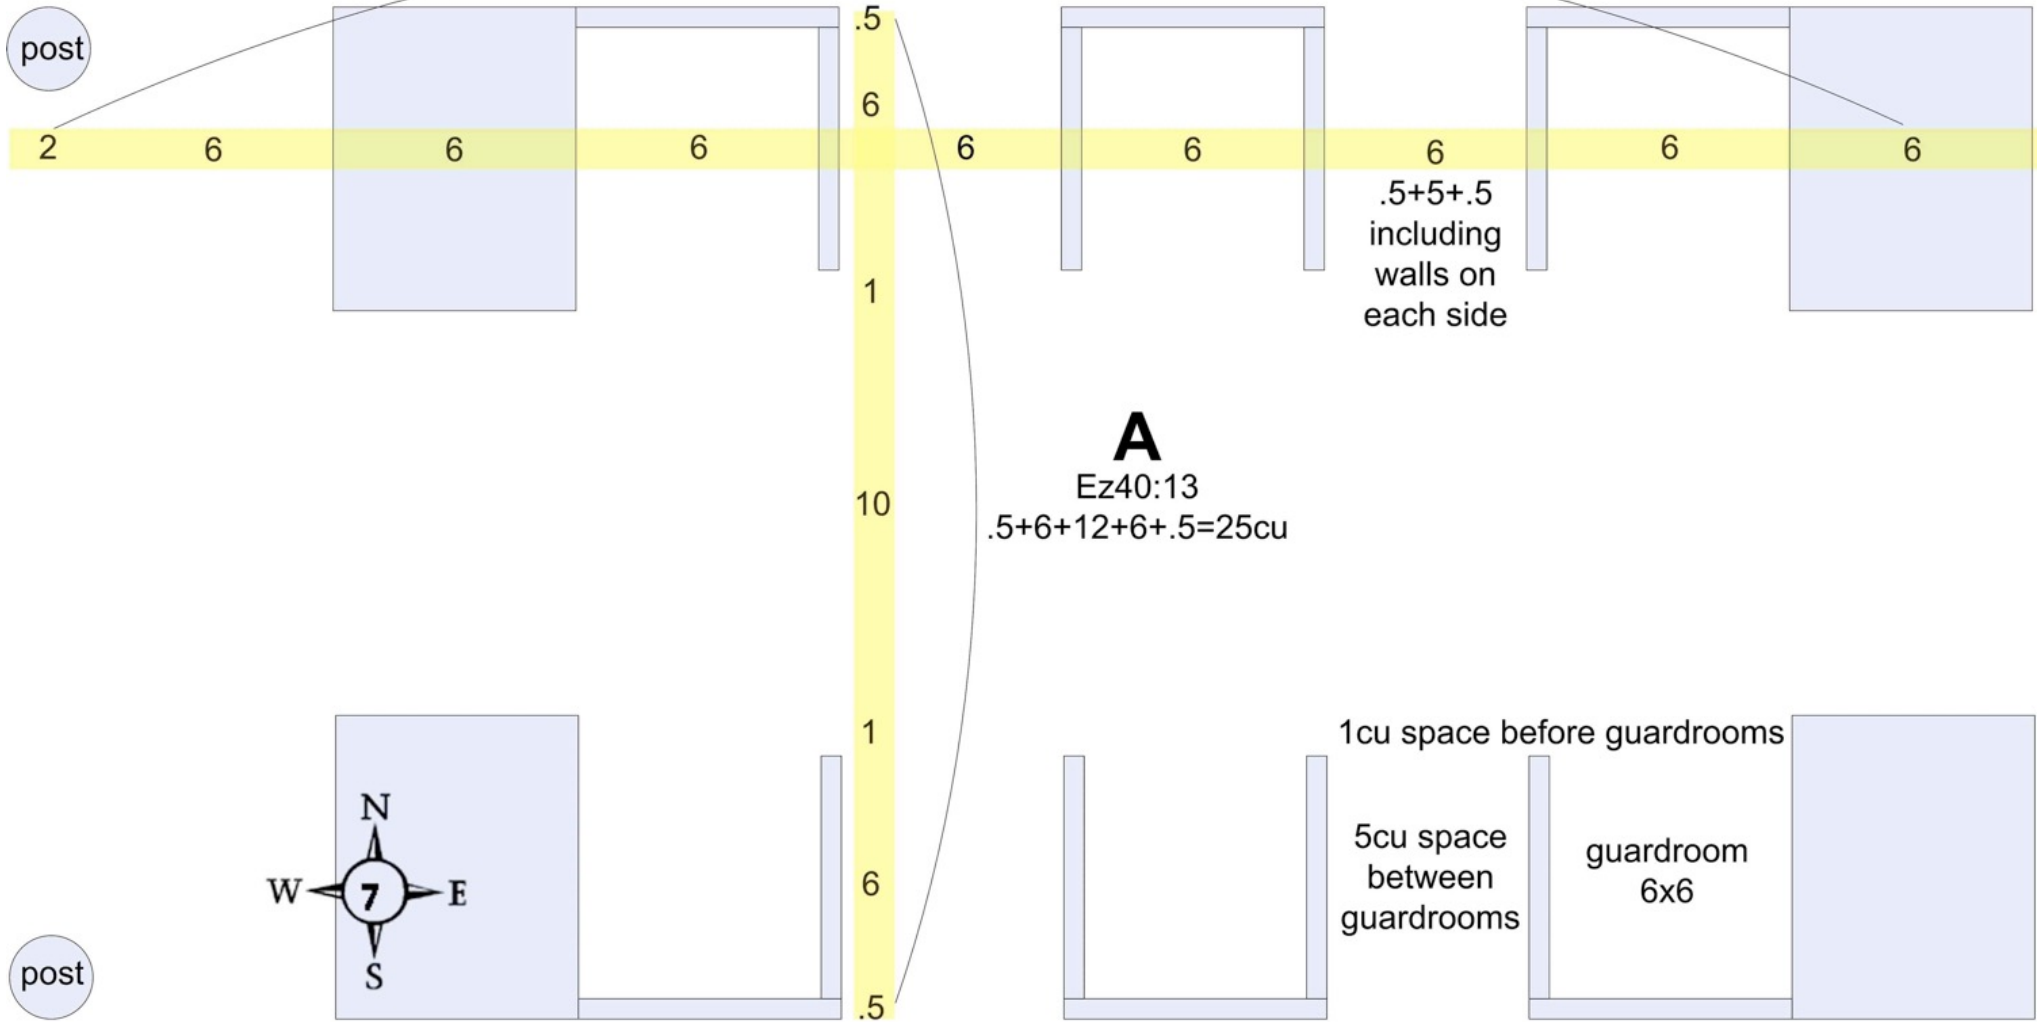 .5
post
6
2 6 6 6 6 6 6 6 6
.5+5+.5
including
walls on
each side
1
A
Ez40:13
.5+6+12+6+.5=25cu
10
1
1cu space before guardrooms
N
W 7 E
S
6
5cu space
between
guardrooms
guardroom
6x6
post
.5